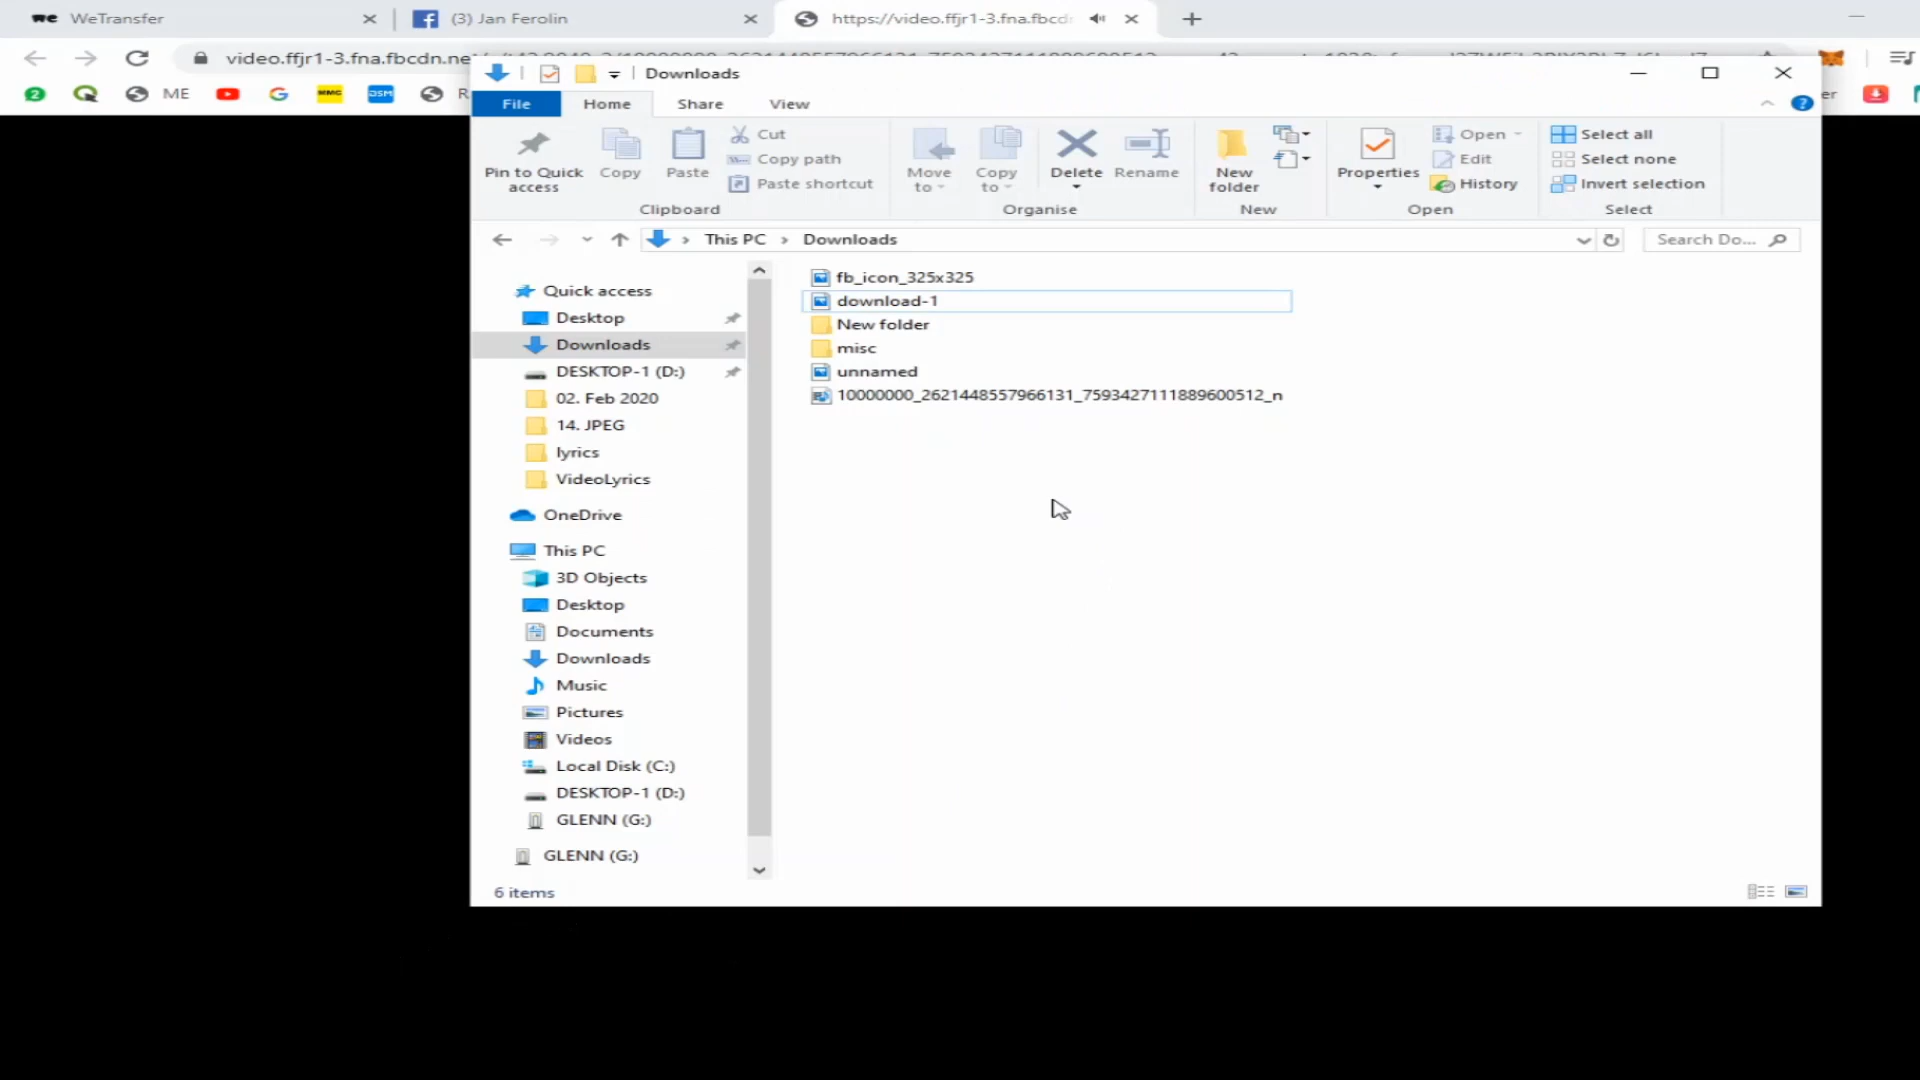 WeTransfer
(3) Jan Ferolin
https://video.ffjr1-3.fna.fbcd
video.ffjr1-3.fna.fbcdn.ne
2
ME
G
MMC
DSM
R
er
Downloads
File
Home
Share
View
Pin to Quick access
Copy
Paste
Cut
Copy path
Paste shortcut
Clipboard
Move to
Copy to
Delete
Rename
Organise
New folder
New
Properties
Open
Edit
History
Open
Select all
Select none
Invert selection
Select
This PC
Downloads
Search Do...
Quick access
Desktop
Downloads
DESKTOP-1 (D:)
02. Feb 2020
14. JPEG
lyrics
VideoLyrics
OneDrive
This PC
3D Objects
Desktop
Documents
Downloads
Music
Pictures
Videos
Local Disk (C:)
DESKTOP-1 (D:)
GLENN (G:)
GLENN (G:)
fb_icon_325x325
download-1
New folder
misc
unnamed
10000000_2621448557966131_7593427111889600512_n
6 items